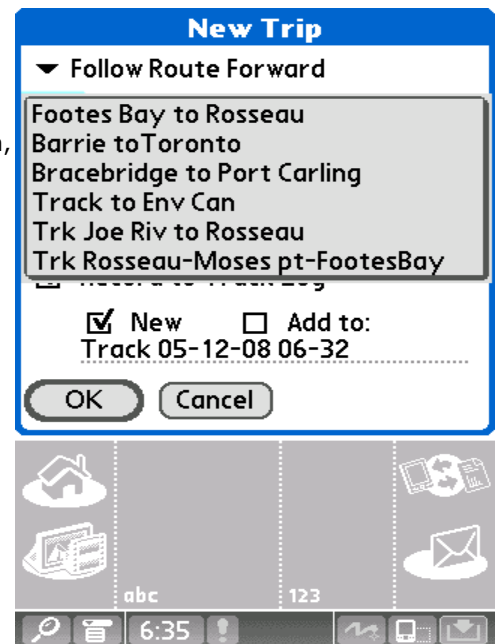 New Trip
Follow Route Forward
Footes Bay to Rosseau
Barrie toToronto
Bracebridge to Port Carling
Track to Env Can
Trk Joe Riv to Rosseau
Trk Rosseau-Moses pt-FootesBay
New Add to:
Track 05-12-08 06-32
OK Cancel
abc 123
6:35